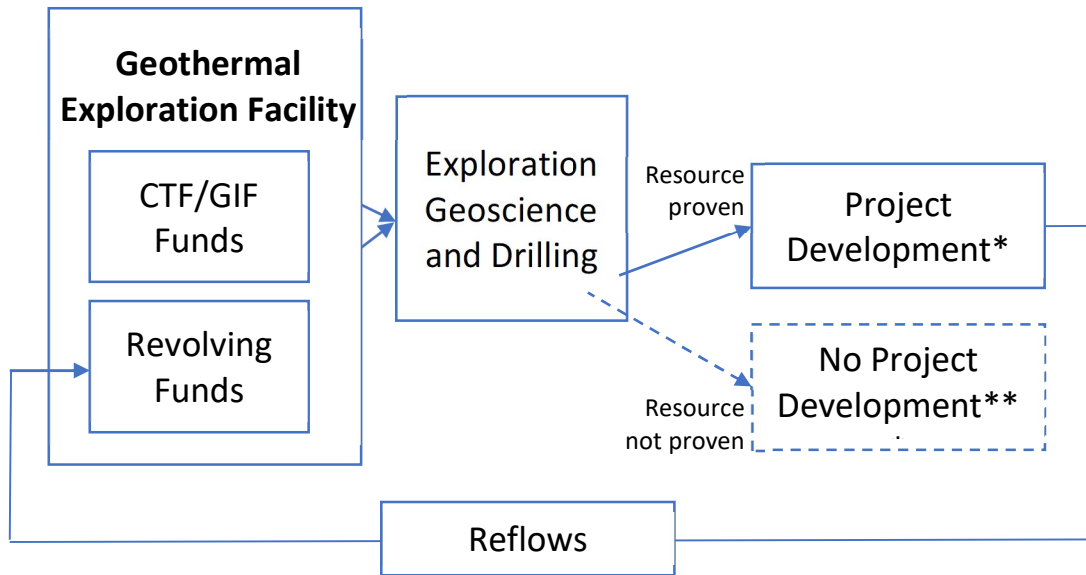 Geothermal
Exploration Facility
CTF/GIF
Funds
Revolving
Funds
Exploration
Geoscience
and Drilling
Resource
proven
Project
Development*
Resource
not proven
No Project
Development**
.
Reflows